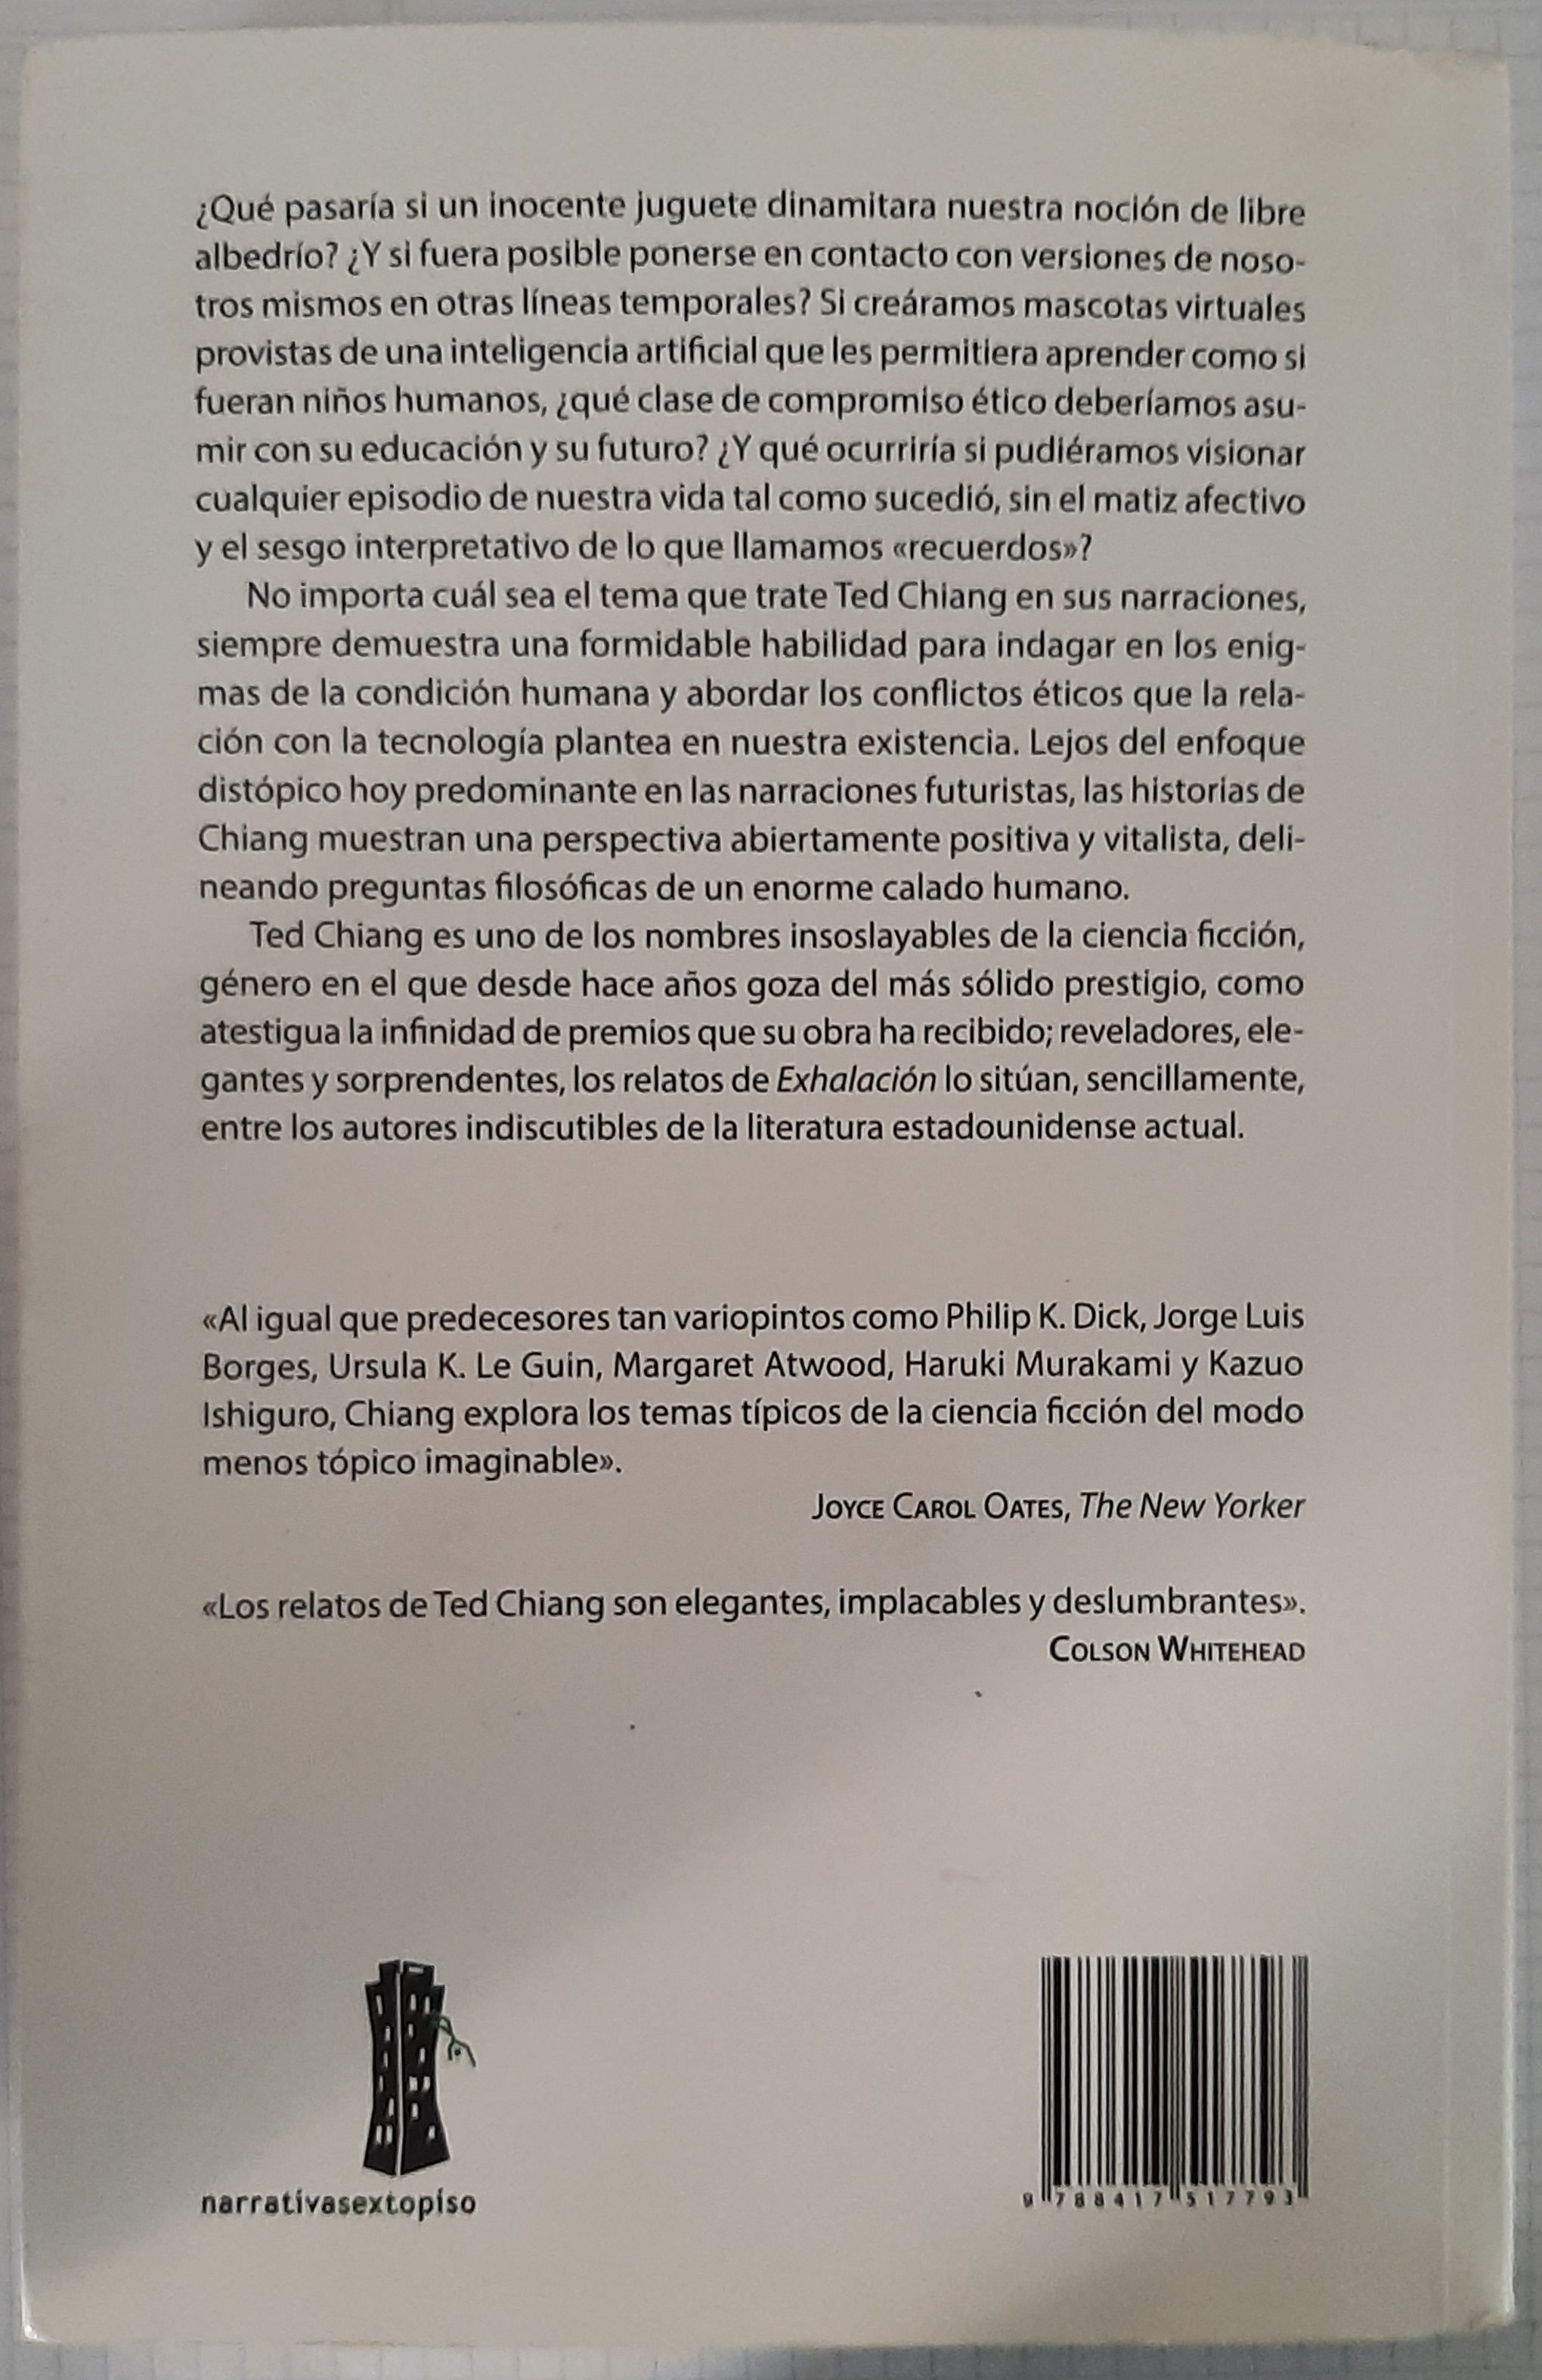 ¿Qué pasaría si un inocente juguete dinamitara nuestra noción de libre
albedrío? ¿Y si fuera posible ponerse en contacto con versiones de noso-
tros mismos en otras líneas temporales? Si creáramos mascotas virtuales
provistas de una inteligencia artificial que les permitiera aprender como si
fueran niños humanos, ¿qué clase de compromiso ético deberíamos asu-
mir con su educación y su futuro? ¿Y qué ocurriría si pudiéramos visionar
cualquier episodio de nuestra vida tal como sucedió, sin el matiz afectivo
y el sesgo interpretativo de lo que llamamos «recuerdos»?
No importa cuál sea el tema que trate Ted Chiang en sus narraciones,
siempre demuestra una formidable habilidad para indagar en los enig-
mas de la condición humana y abordar los conflictos éticos que la rela-
ción con la tecnología plantea en nuestra existencia. Lejos del enfoque
distópico hoy predominante en las narraciones futuristas, las historias de
Chiang muestran una perspectiva abiertamente positiva y vitalista, deli-
neando preguntas filosóficas de un enorme calado humano.
Ted Chiang es uno de los nombres insoslayables de la ciencia ficción,
género en el que desde hace años goza del más sólido prestigio, como
atestigua la infinidad de premios que su obra ha recibido; reveladores, ele-
gantes y sorprendentes, los relatos de Exhalación lo sitúan, sencillamente,
entre los autores indiscutibles de la literatura estadounidense actual.
«Al igual que predecesores tan variopintos como Philip K. Dick, Jorge Luis
Borges, Ursula K. Le Guin, Margaret Atwood, Haruki Murakami y Kazuo
Ishiguro, Chiang explora los temas típicos de la ciencia ficción del modo
menos tópico imaginable».
JOYCE CAROL OATES, The New Yorker
«Los relatos de Ted Chiang son elegantes, implacables y deslumbrantes».
COLSON WHITEHEAD
narrativasextopiso
9 788417 517793